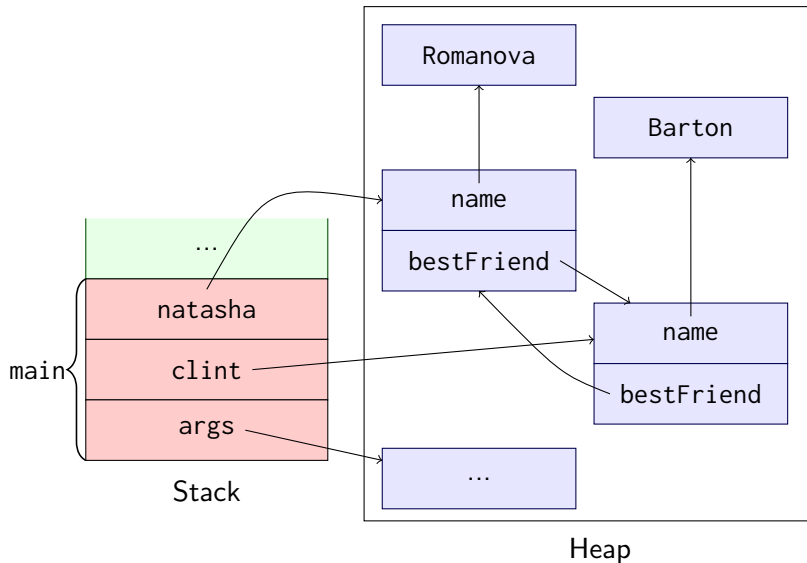 Romanova
Barton
name
bestFriend
...
natasha
clint
args
main
Stack
name
bestFriend
...
Heap